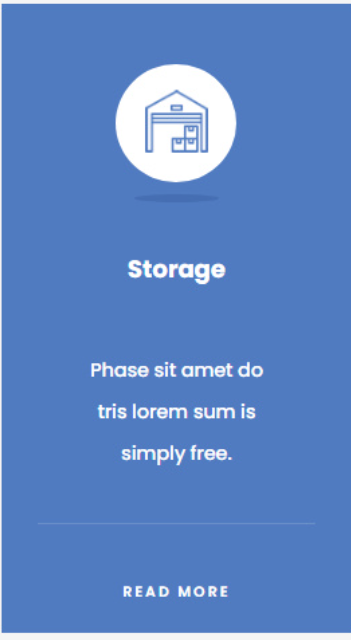 Storage
Phase sit amet do
tris lorem sum is
simply free.
READ MORE